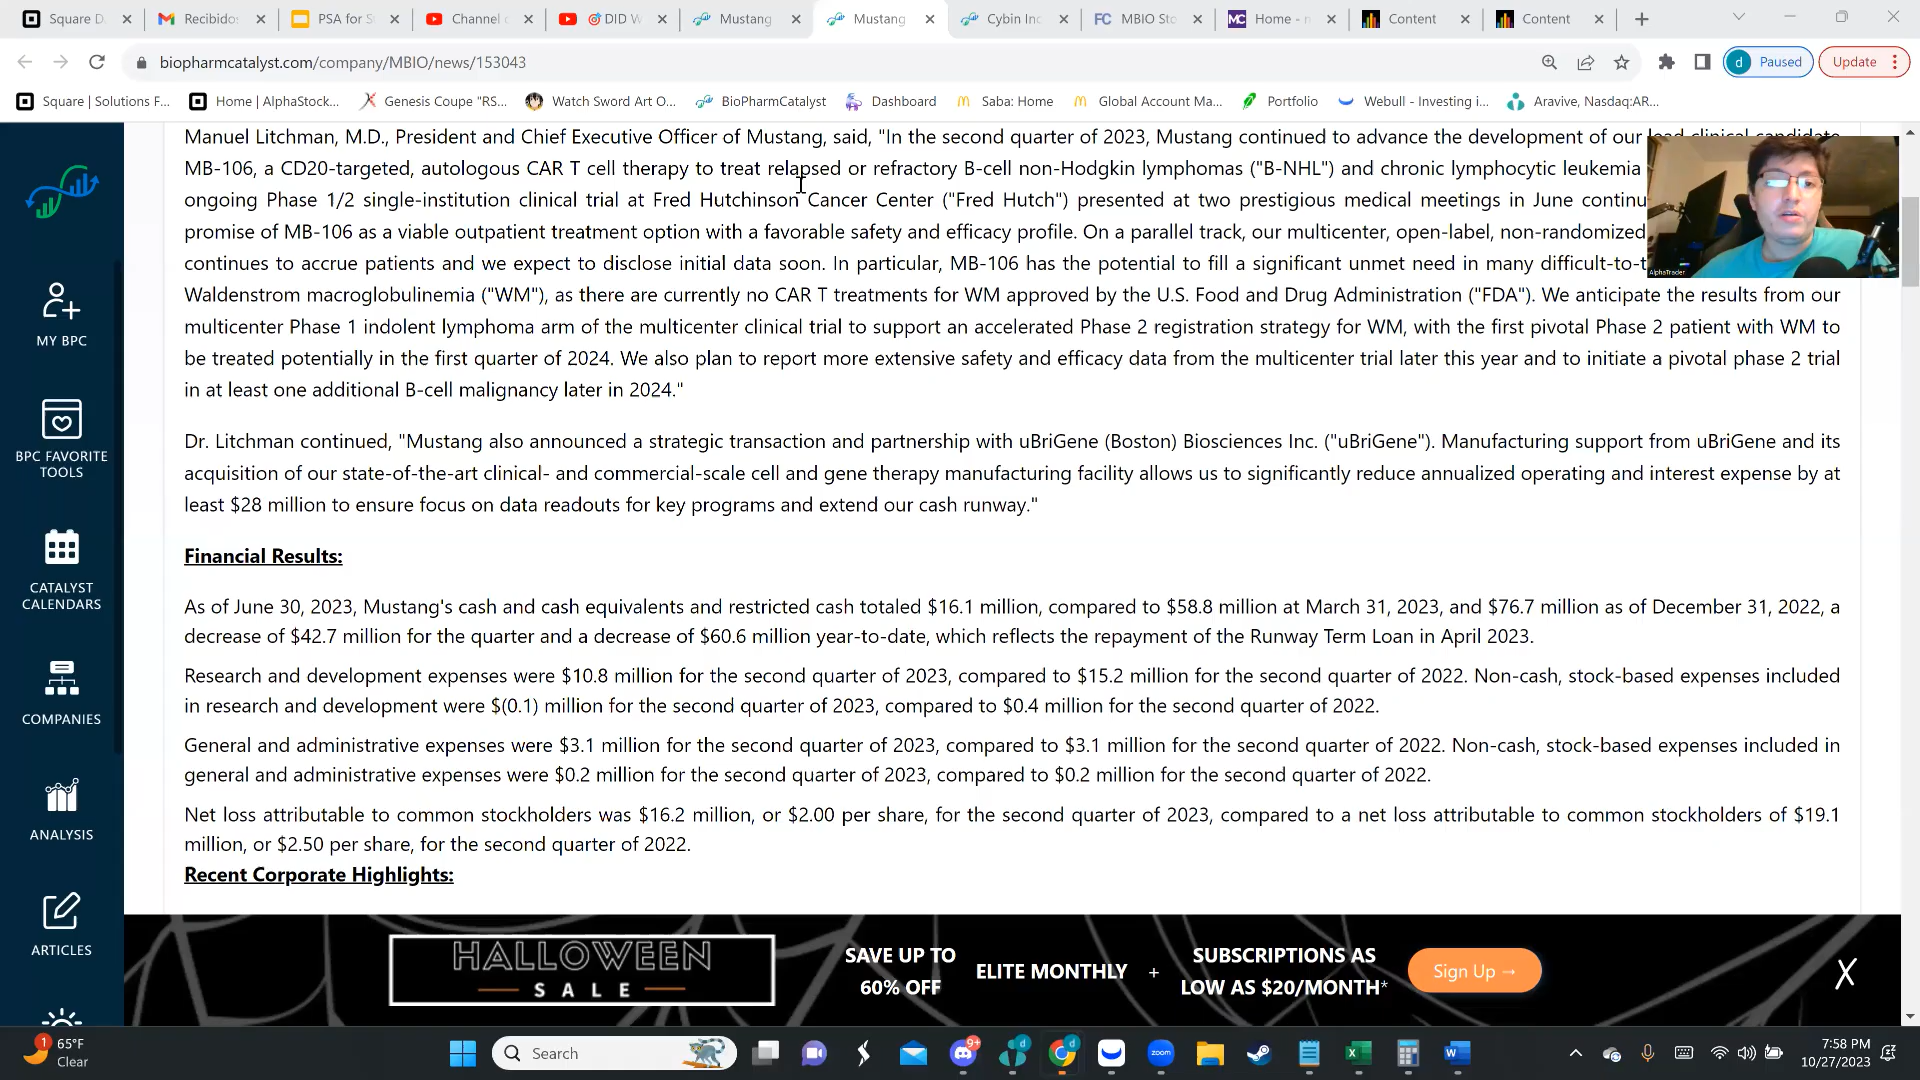 Square D
Recibido
PSA for S
Channel c
DID W
Mustang
Mustang
Cybin Inc
FC MBIO Sto
MC Home - n
Content
Content
biopharmcatalyst.com/company/MBIO/news/153043
d Paused
Update
Square | Solutions F...
Home | AlphaStock...
Genesis Coupe "RS...
Watch Sword Art O...
BioPharmCatalyst
Dashboard
Saba: Home
Global Account Ma...
Portfolio
Webull - Investing i...
Aravive, Nasdaq:AR...
Manuel Litchman, M.D., President and Chief Executive Officer of Mustang, said, "In the second quarter of 2023, Mustang continued to advance the development of our lead clinical candidate
MB-106, a CD20-targeted, autologous CAR T cell therapy to treat relapsed or refractory B-cell non-Hodgkin lymphomas ("B-NHL") and chronic lymphocytic leukemia
ongoing Phase 1/2 single-institution clinical trial at Fred Hutchinson Cancer Center ("Fred Hutch") presented at two prestigious medical meetings in June continu
promise of MB-106 as a viable outpatient treatment option with a favorable safety and efficacy profile. On a parallel track, our multicenter, open-label, non-randomized
continues to accrue patients and we expect to disclose initial data soon. In particular, MB-106 has the potential to fill a significant unmet need in many difficult-to-t
Waldenstrom macroglobulinemia ("WM"), as there are currently no CAR T treatments for WM approved by the U.S. Food and Drug Administration ("FDA"). We anticipate the results from our
multicenter Phase 1 indolent lymphoma arm of the multicenter clinical trial to support an accelerated Phase 2 registration strategy for WM, with the first pivotal Phase 2 patient with WM to
be treated potentially in the first quarter of 2024. We also plan to report more extensive safety and efficacy data from the multicenter trial later this year and to initiate a pivotal phase 2 trial
in at least one additional B-cell malignancy later in 2024."
Dr. Litchman continued, "Mustang also announced a strategic transaction and partnership with uBriGene (Boston) Biosciences Inc. ("uBriGene"). Manufacturing support from uBriGene and its
acquisition of our state-of-the-art clinical- and commercial-scale cell and gene therapy manufacturing facility allows us to significantly reduce annualized operating and interest expense by at
least $28 million to ensure focus on data readouts for key programs and extend our cash runway."
Financial Results:
As of June 30, 2023, Mustang's cash and cash equivalents and restricted cash totaled $16.1 million, compared to $58.8 million at March 31, 2023, and $76.7 million as of December 31, 2022, a
decrease of $42.7 million for the quarter and a decrease of $60.6 million year-to-date, which reflects the repayment of the Runway Term Loan in April 2023.
Research and development expenses were $10.8 million for the second quarter of 2023, compared to $15.2 million for the second quarter of 2022. Non-cash, stock-based expenses included
in research and development were $(0.1) million for the second quarter of 2023, compared to $0.4 million for the second quarter of 2022.
General and administrative expenses were $3.1 million for the second quarter of 2023, compared to $3.1 million for the second quarter of 2022. Non-cash, stock-based expenses included in
general and administrative expenses were $0.2 million for the second quarter of 2023, compared to $0.2 million for the second quarter of 2022.
Net loss attributable to common stockholders was $16.2 million, or $2.00 per share, for the second quarter of 2023, compared to a net loss attributable to common stockholders of $19.1
million, or $2.50 per share, for the second quarter of 2022.
Recent Corporate Highlights:
MY BPC
BPC FAVORITE
TOOLS
CATALYST
CALENDARS
COMPANIES
ANALYSIS
ARTICLES
AlphaTrader
HALLOWEEN
SALE
SAVE UP TO
60% OFF
ELITE MONTHLY +
SUBSCRIPTIONS AS
LOW AS $20/MONTH*
Sign Up →
X
1
65°F
Clear
Search
9+
zoom
7:58 PM
10/27/2023